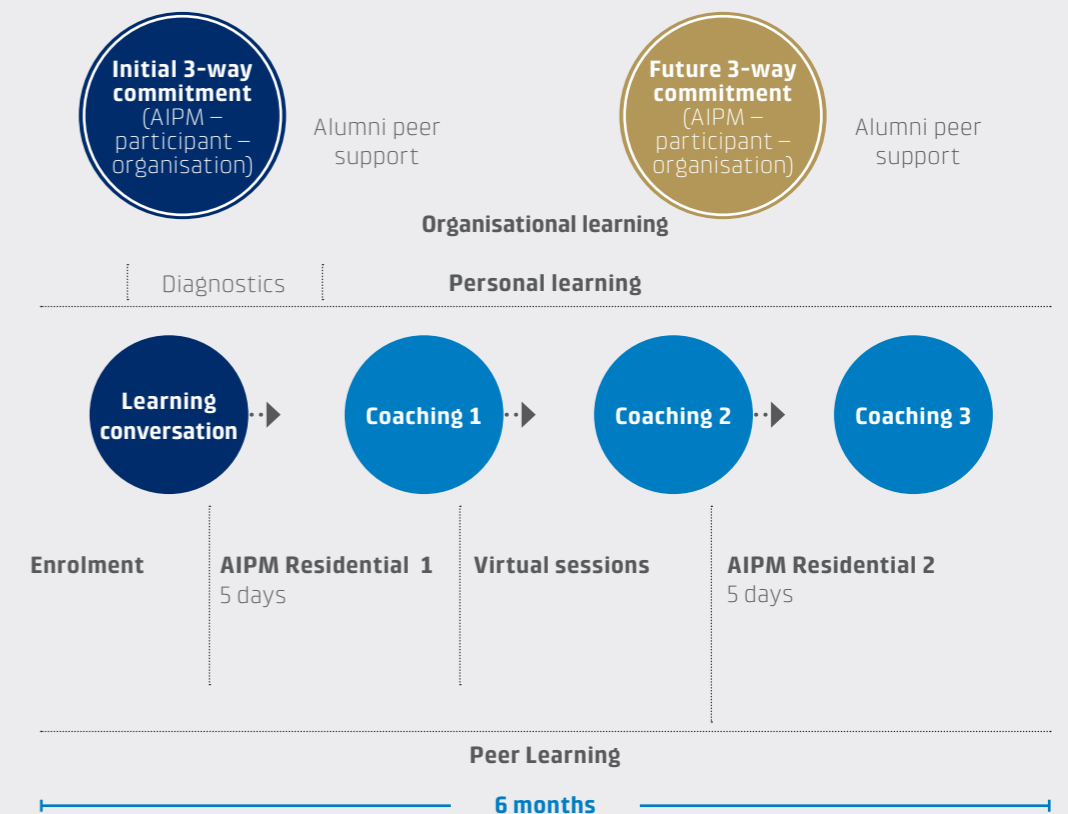 Initial 3-way
commitment
(AIPM –
participant –
organisation)
Alumni peer
support
Future 3-way
commitment
(AIPM –
participant –
organisation)
Alumni peer
support
Organisational learning
Diagnostics
Personal learning
Learning
conversation
Coaching 1
Coaching 2
Coaching 3
Enrolment
AIPM Residential 1
5 days
Virtual sessions
AIPM Residential 2
5 days
Peer Learning
6 months